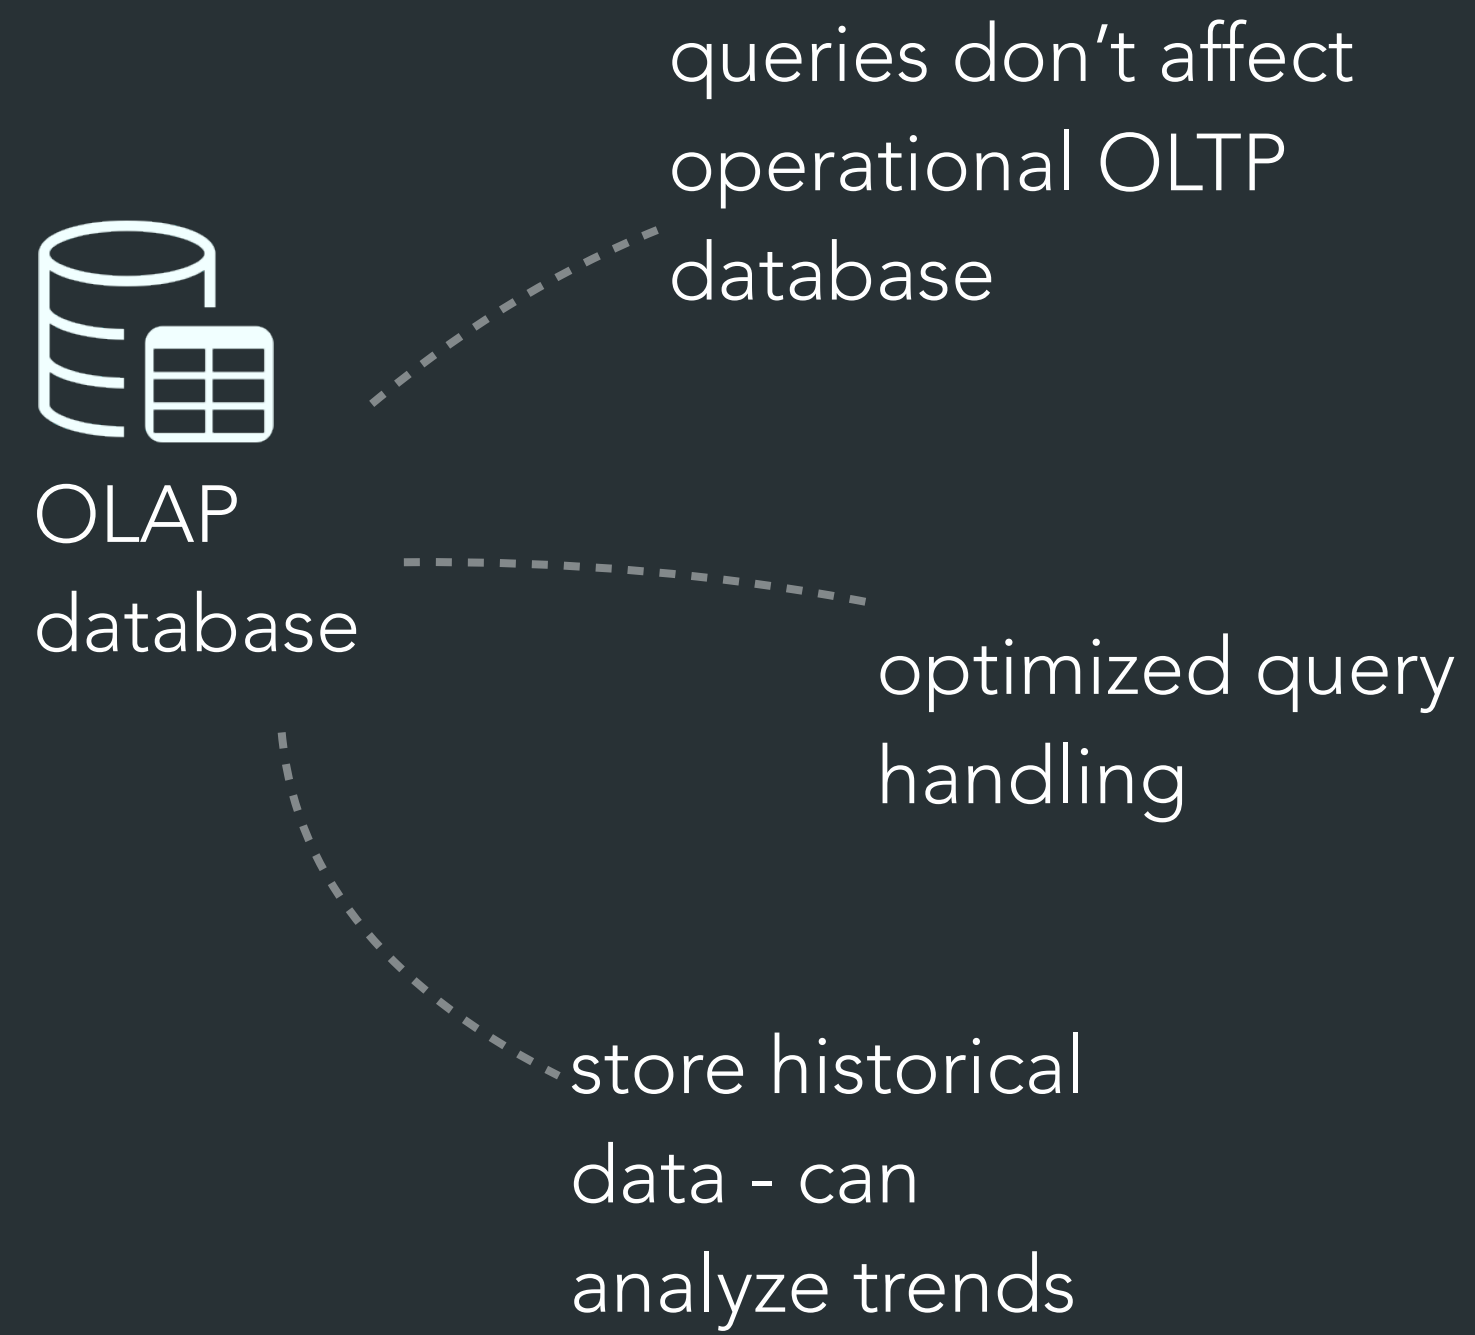 queries don’t affect
operational OLTP
database
OLAP
database
optimized query
handling
store historical
data - can
analyze trends